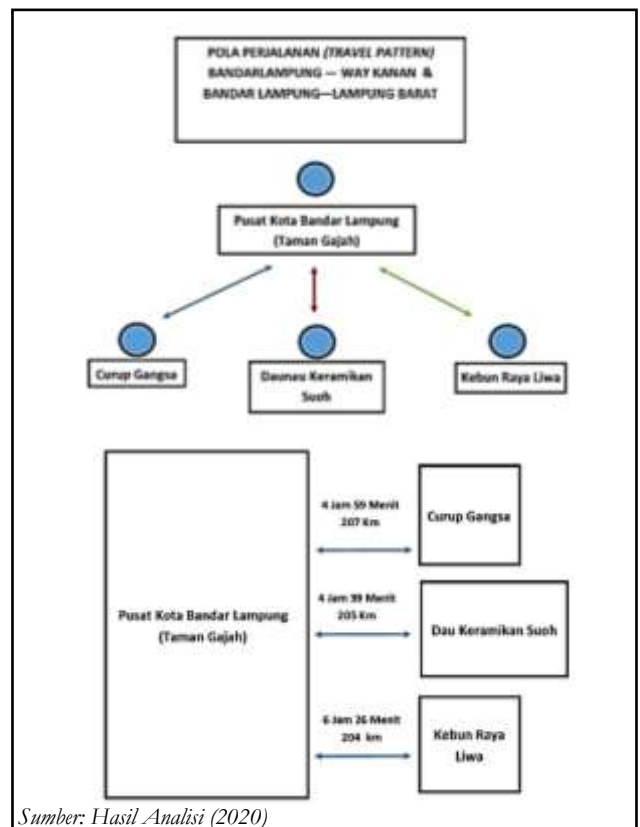 POLA PERJALANAN (TRAVEL PATTERN)
BANDARLAMPUNG — WAY KANAN &
BANDAR LAMPUNG—LAMPUNG BARAT
Pusat Kota Bandar Lampung
(Taman Gajah)
Curup Gangsa
Daunau Keramikan
Suoh
Kebun Raya Liwa
Pusat Kota Bandar Lampung
(Taman Gajah)
4 Jam 59 Menit
207 Km
Curup Gangsa
4 Jam 39 Menit
205 Km
Dau Keramikan Suoh
6 Jam 26 Menit
204 km
Kebun Raya
Liwa
Sumber: Hasil Analisi (2020)